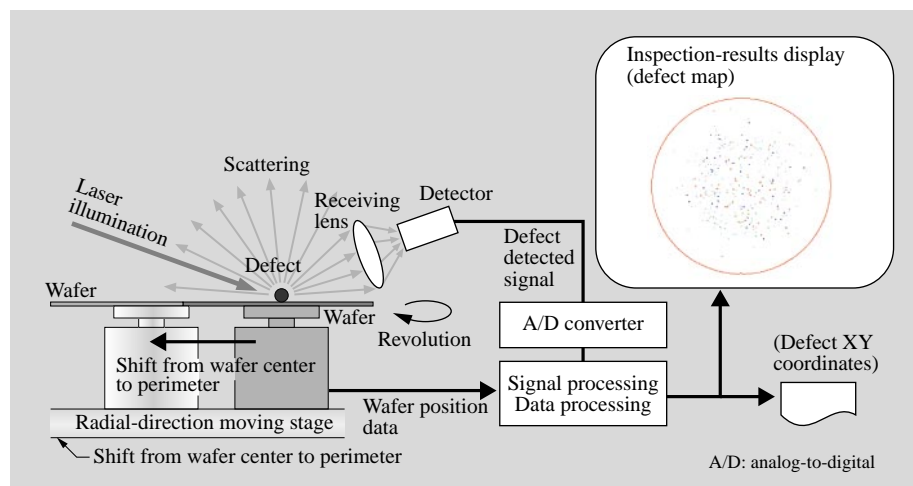 Inspection-results display
(defect map)
Scattering
Laser
illumination
Receiving
lens
Detector
Defect
Defect
detected
signal
Wafer
Wafer
Revolution
A/D converter
Shift from wafer center
to perimeter
(Defect XY
coordinates)
Signal processing
Data processing
Wafer position
data
Radial-direction moving stage
Shift from wafer center to perimeter
A/D: analog-to-digital